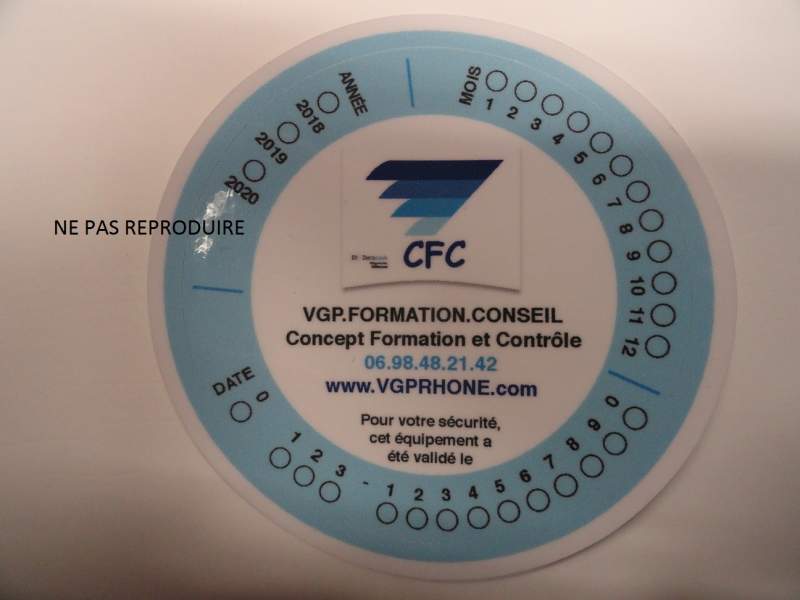 ANNÉE
2018
2019
2020
MOIS
1 2 3 4 5 6 7 8 9 10 11 12
NE PAS REPRODUIRE
CFC
VGP.FORMATION.CONSEIL
Concept Formation et Contrôle
06.98.48.21.42
www.VGPRHONE.com
Pour votre sécurité,
cet équipement a
été validé le
DATE
0 1 2 3 - 1 2 3 4 5 6 7 8 9 0